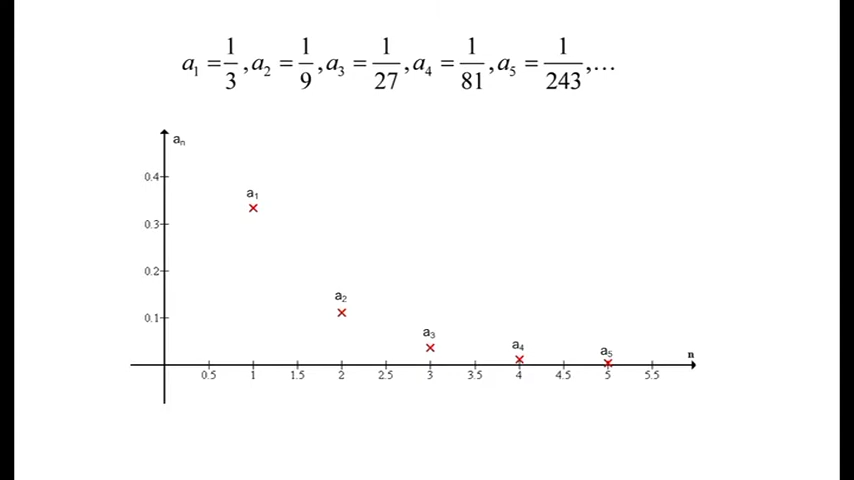 a₁ = 1/3, a₂ = 1/9, a₃ = 1/27, a₄ = 1/81, a₅ = 1/243, ...
aₙ
0.4
a₁
0.3
0.2
a₂
0.1
a₃
a₄
a₅
n
0.5 1 1.5 2 2.5 3 3.5 4 4.5 5 5.5